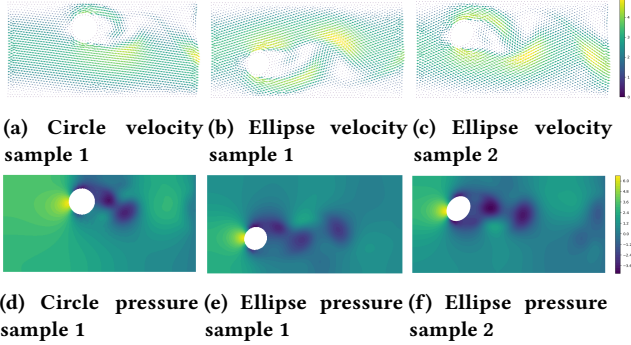 (a) Circle velocity sample 1
(b) Ellipse velocity sample 1
(c) Ellipse velocity sample 2
(d) Circle pressure sample 1
(e) Ellipse pressure sample 1
(f) Ellipse pressure sample 2